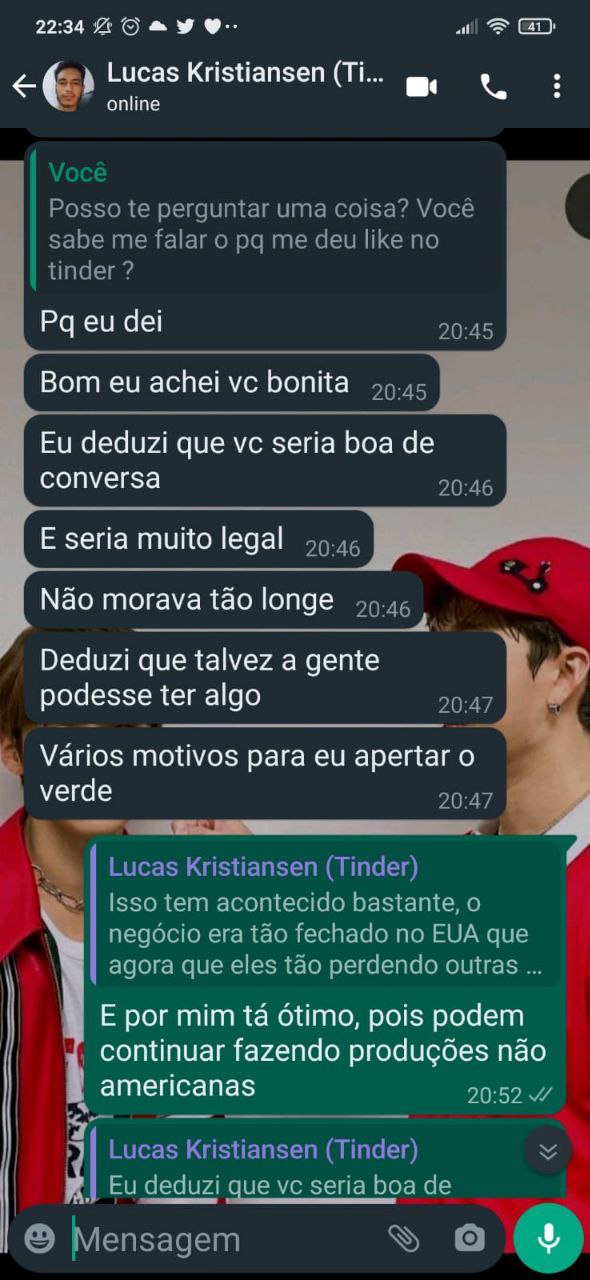 22:34
41
Lucas Kristiansen (Ti...
online
Você
Posso te perguntar uma coisa? Você
sabe me falar o pq me deu like no
tinder ?
Pq eu dei
20:45
Bom eu achei vc bonita
20:45
Eu deduzi que vc seria boa de
conversa
20:46
E seria muito legal
20:46
Não morava tão longe
20:46
Deduzi que talvez a gente
podesse ter algo
20:47
Vários motivos para eu apertar o
verde
20:47
Lucas Kristiansen (Tinder)
Isso tem acontecido bastante, o
negócio era tão fechado no EUA que
agora que eles tão perdendo outras ...
E por mim tá ótimo, pois podem
continuar fazendo produções não
americanas
20:52
Lucas Kristiansen (Tinder)
Eu deduzi que vc seria boa de
Mensagem